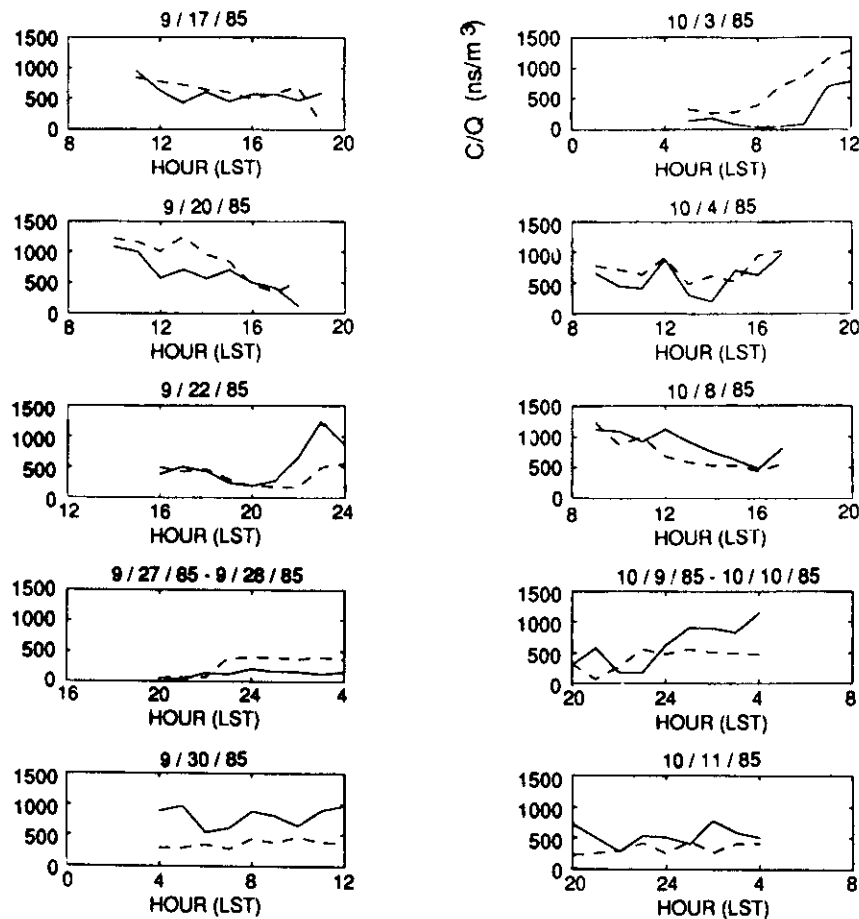 9 / 17 / 85
1500
1000
500
0
8 12 16 20
HOUR (LST)
9 / 20 / 85
1500
1000
500
0
8 12 16 20
HOUR (LST)
9 / 22 / 85
1500
1000
500
0
12 16 20 24
HOUR (LST)
9 / 27 / 85 - 9 / 28 / 85
1500
1000
500
0
16 20 24 4
HOUR (LST)
9 / 30 / 85
1500
1000
500
0
0 4 8 12
HOUR (LST)
C/Q (ns/m³)
10 / 3 / 85
1500
1000
500
0
0 4 8 12
HOUR (LST)
10 / 4 / 85
1500
1000
500
0
8 12 16 20
HOUR (LST)
10 / 8 / 85
1500
1000
500
0
8 12 16 20
HOUR (LST)
10 / 9 / 85 - 10 / 10 / 85
1500
1000
500
0
20 24 4 8
HOUR (LST)
10 / 11 / 85
1500
1000
500
0
20 24 4 8
HOUR (LST)